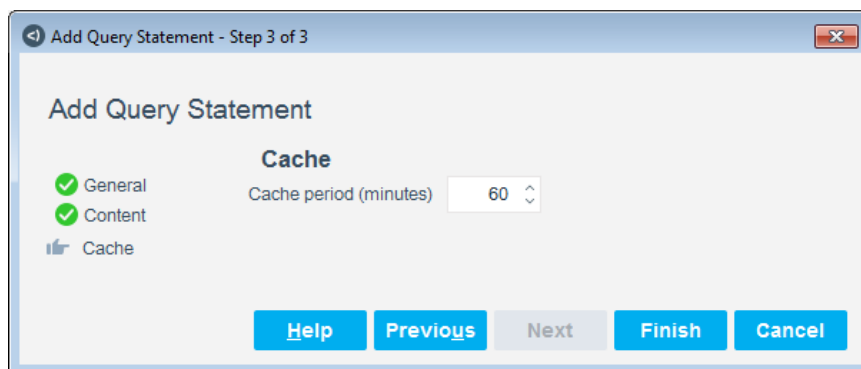 Add Query Statement - Step 3 of 3
Add Query Statement
General
Content
Cache
Cache
Cache period (minutes) 60
Help Previous Next Finish Cancel